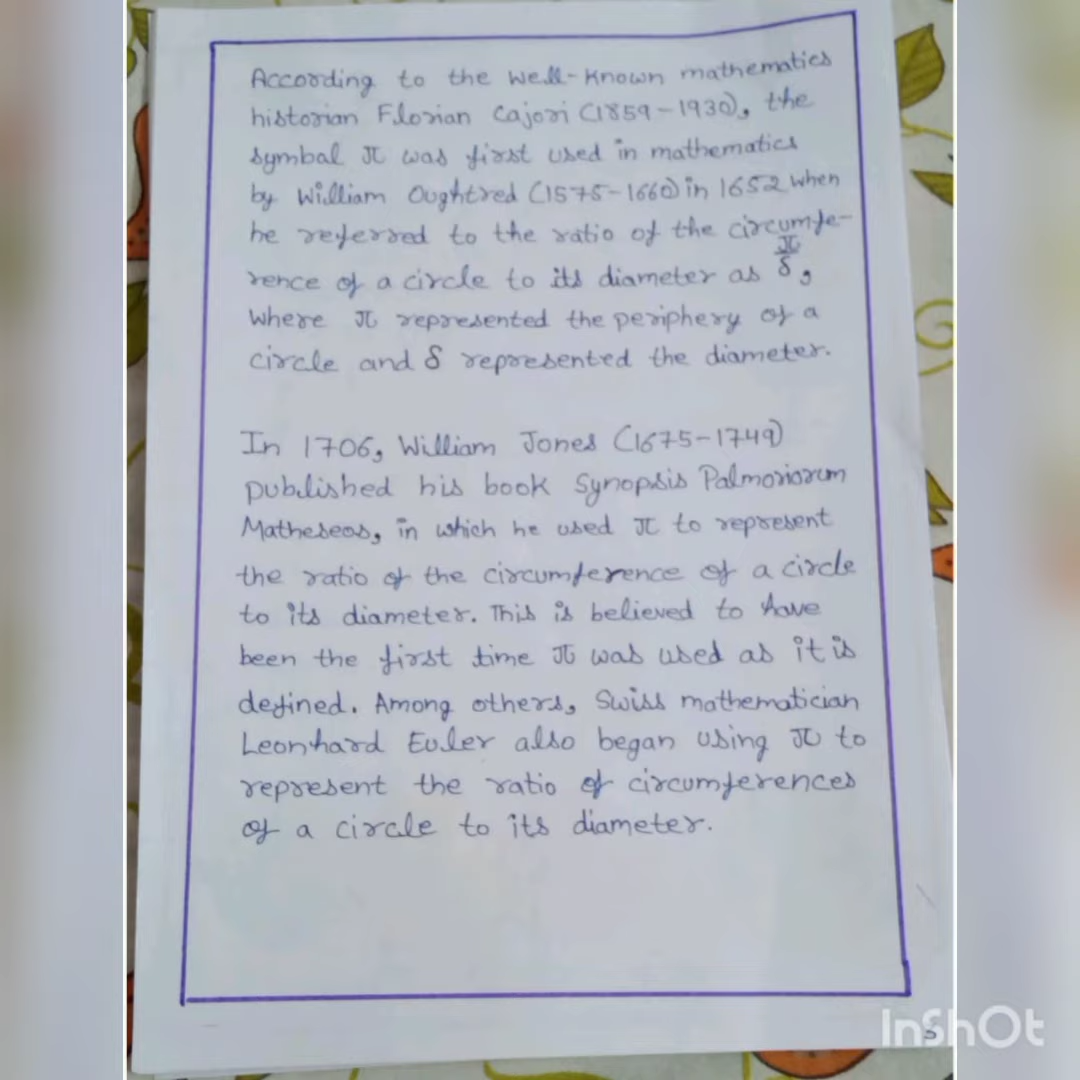 According to the well-known mathematics
historian Florian Cajori (1859-1930), the
symbal π was first used in mathematics
by William Oughtred (1575-1660) in 1652 when
he referred to the ratio of the circumfe-
rence of a circle to its diameter as π/δ,
where π represented the periphery of a
circle and δ represented the diameter.
In 1706, William Jones (1675-1749)
published his book Synopsis Palmoriorum
Matheseos, in which he used π to represent
the ratio of the circumference of a circle
to its diameter. This is believed to have
been the first time π was used as it is
defined. Among others, Swiss mathematician
Leonhard Euler also began using π to
represent the ratio of circumferences
of a circle to its diameter.
InShOt